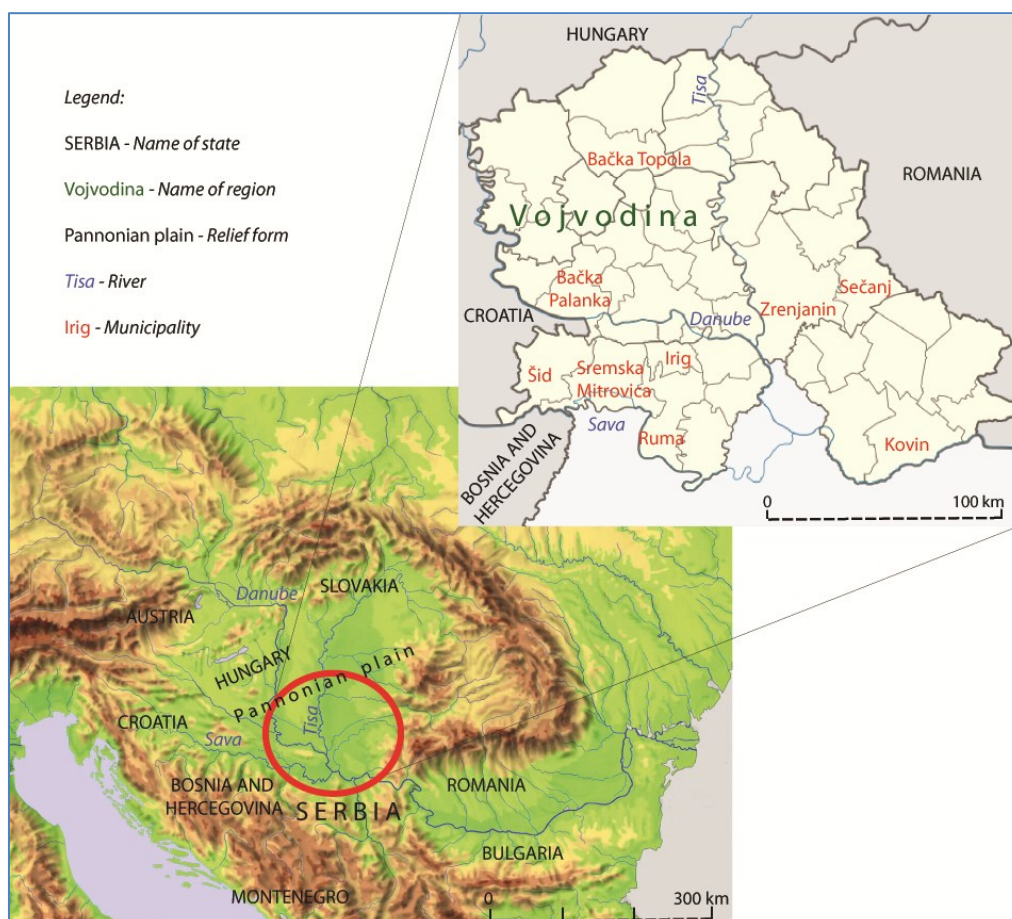 Legend:
SERBIA - Name of state
Vojvodina - Name of region
Pannonian plain - Relief form
Tisa - River
Irig - Municipality
HUNGARY
Tisa
ROMANIA
Bačka Topola
Vojvodina
Bačka
Palanka
Sečanj
Zrenjanin
CROATIA
Danube
Šid
Sremska
Mitrovica
Irig
Sava
Ruma
Kovin
BOSNIA AND
HERCEGOVINA
0 100 km
SLOVAKIA
Danube
AUSTRIA
HUNGARY
Pannonian plain
Tisa
CROATIA
Sava
BOSNIA AND
HERCEGOVINA
ROMANIA
SERBIA
BULGARIA
MONTENEGRO
0 300 km